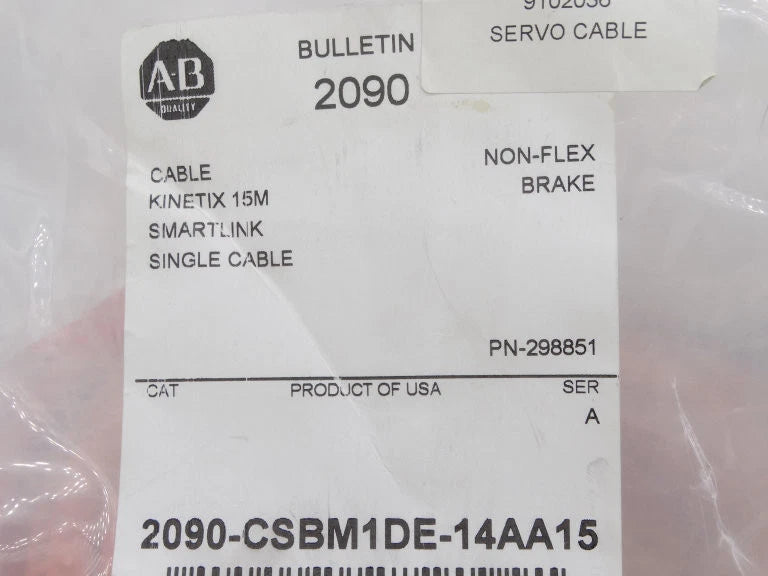 9102036
SERVO CABLE
A-B
QUALITY
BULLETIN
2090
CABLE
KINETIX 15M
SMARTLINK
SINGLE CABLE
NON-FLEX
BRAKE
PN-298851
CAT PRODUCT OF USA SER
A
2090-CSBM1DE-14AA15